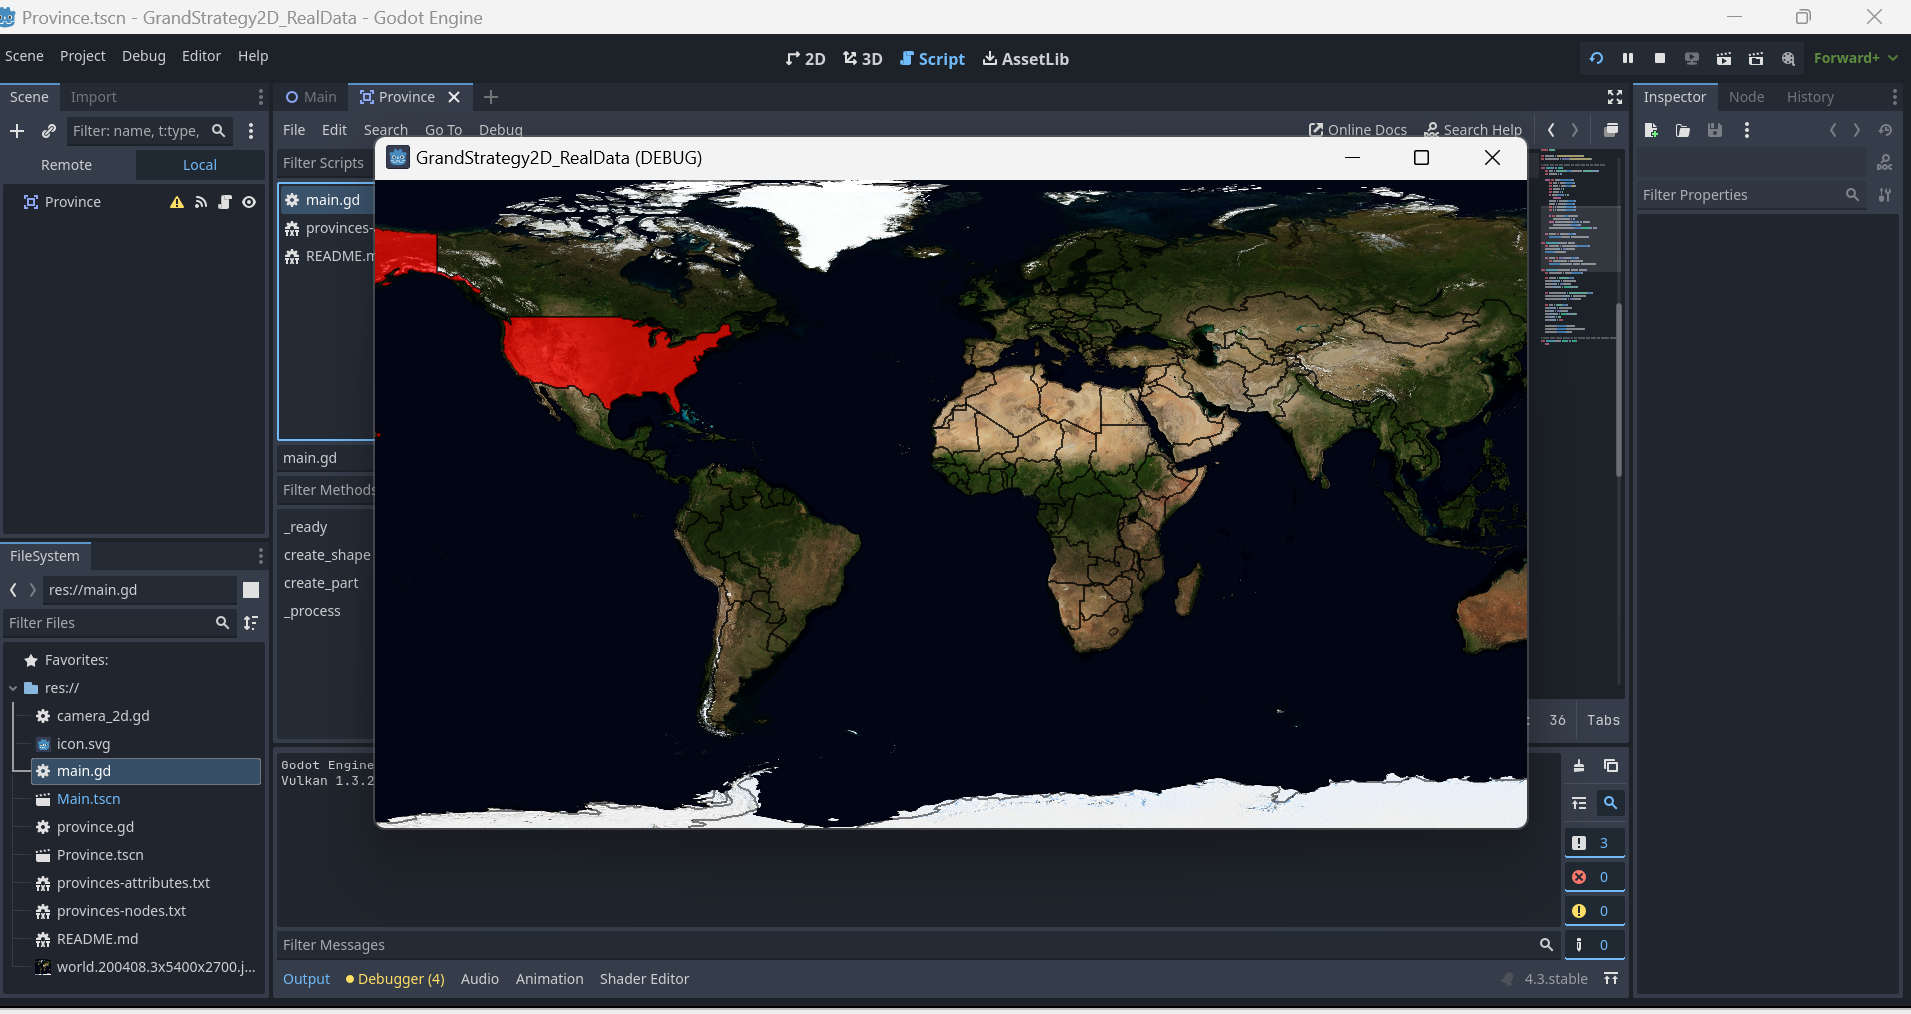 Province.tscn - GrandStrategy2D_RealData - Godot Engine
Scene Project Debug Editor Help
2D 3D Script AssetLib
Forward+
Scene Import
Main Province
Inspector Node History
Filter: name, t:type,
File Edit Search Go To Debug
Online Docs Search Help
Remote Local
Filter Scripts
GrandStrategy2D_RealData (DEBUG)
DOC
Province
main.gd
provinces-
README.m
Filter Properties
main.gd
Filter Methods
_ready
create_shape
create_part
_process
FileSystem
res://main.gd
Filter Files
Favorites:
res://
camera_2d.gd
icon.svg
main.gd
Main.tscn
province.gd
Province.tscn
provinces-attributes.txt
provinces-nodes.txt
README.md
world.200408.3x5400x2700.j...
: 36 Tabs
Godot Engine
Vulkan 1.3.2
3
0
0
0
Filter Messages
Output Debugger (4) Audio Animation Shader Editor
4.3.stable